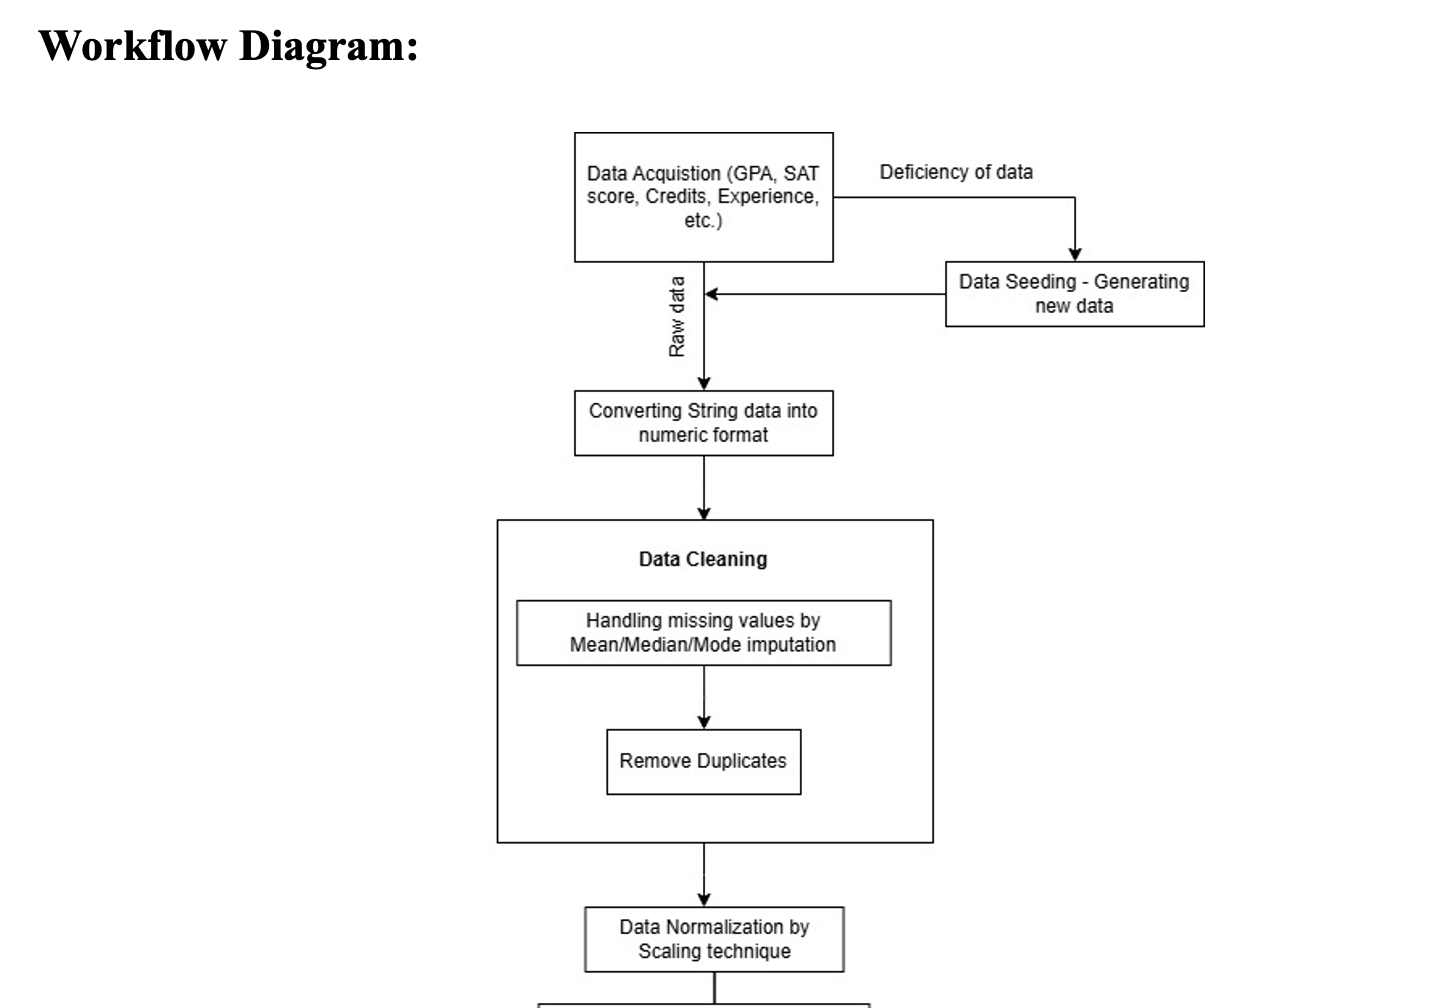 Workflow Diagram:
Data Acquistion (GPA, SAT
score, Credits, Experience,
etc.)
Deficiency of data
Data Seeding - Generating
new data
Raw data
Converting String data into
numeric format
Data Cleaning
Handling missing values by
Mean/Median/Mode imputation
Remove Duplicates
Data Normalization by
Scaling technique